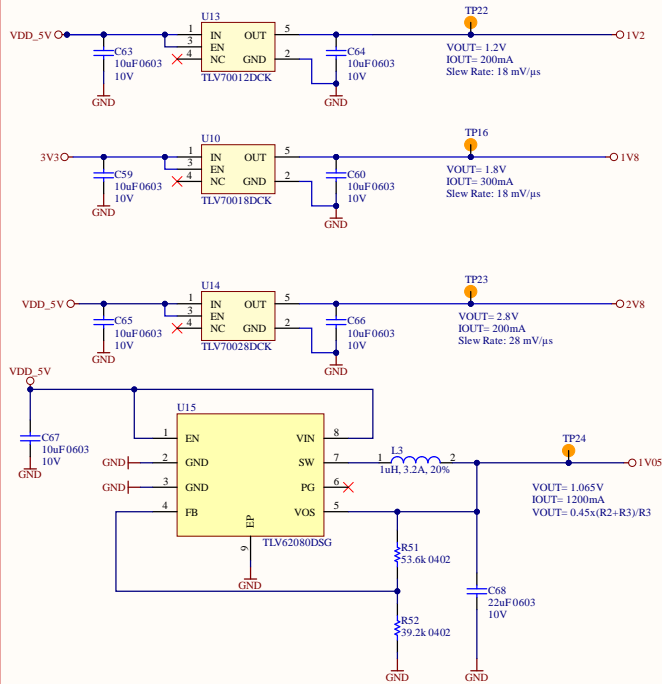 U13
TP22
VDD_5V
1 IN OUT 5
3 EN
4 NC GND 2
TLV70012DCK
C63
10uF0603
10V
GND
C64
10uF0603
10V
GND
VOUT= 1.2V
IOUT= 200mA
Slew Rate: 18 mV/µs
1V2
U10
TP16
3V3
1 IN OUT 5
3 EN
4 NC GND 2
TLV70018DCK
C59
10uF0603
10V
GND
C60
10uF0603
10V
GND
VOUT= 1.8V
IOUT= 300mA
Slew Rate: 18 mV/µs
1V8
U14
TP23
VDD_5V
1 IN OUT 5
3 EN
4 NC GND 2
TLV70028DCK
C65
10uF0603
10V
GND
C66
10uF0603
10V
GND
VOUT= 2.8V
IOUT= 200mA
Slew Rate: 28 mV/µs
2V8
VDD_5V
C67
10uF0603
10V
GND
U15
1 EN VIN 8
GND 2 GND SW 7
GND 3 GND PG 6
4 FB VOS 5
EP
9
TLV62080DSG
GND
L3
1 2
1uH, 3.2A, 20%
TP24
1V05
VOUT= 1.065V
IOUT= 1200mA
VOUT= 0.45x(R2+R3)/R3
R51
53.6k 0402
R52
39.2k 0402
GND
C68
22uF0603
10V
GND